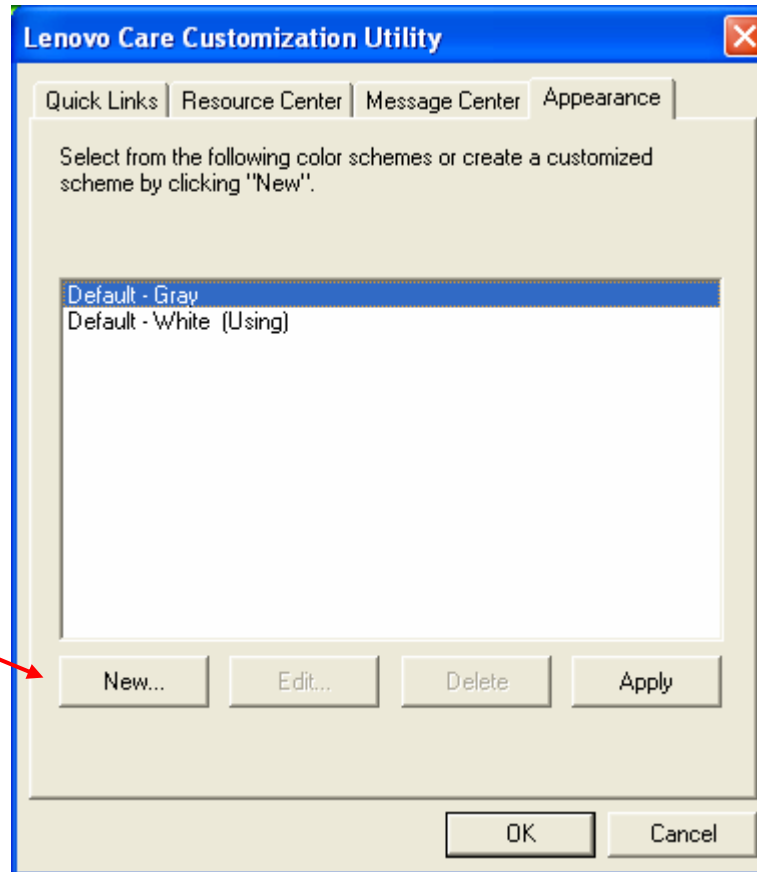 Lenovo Care Customization Utility
Quick Links Resource Center Message Center Appearance
Select from the following color schemes or create a customized
scheme by clicking "New".
Default - Gray
Default - White (Using)
New... Edit... Delete Apply
OK Cancel